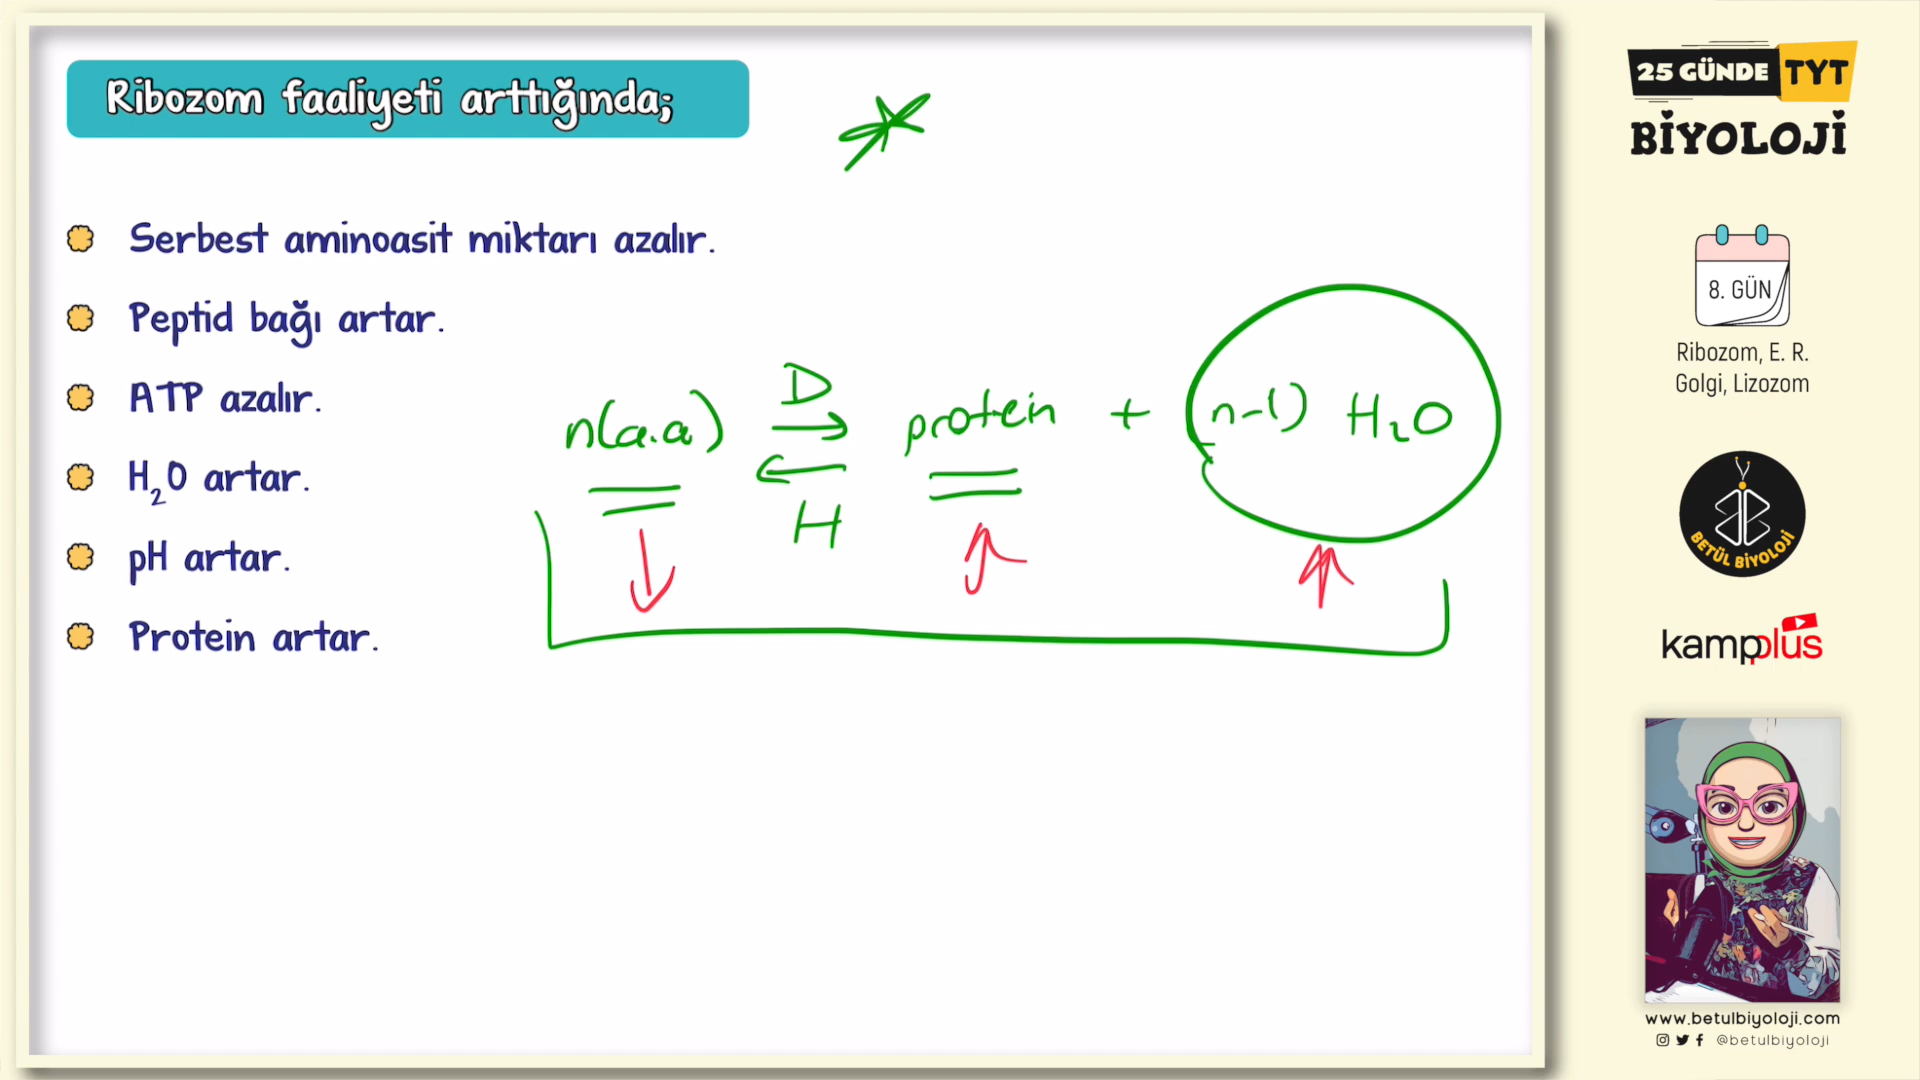 Ribozom faaliyeti arttığında;
Serbest aminoasit miktarı azalır.
Peptid bağı artar.
ATP azalır.
H₂O artar.
pH artar.
Protein artar.
D
n(a.a) ⇄ protein + (n-1) H₂O
H
25 GÜNDE TYT
BİYOLOJİ
8. GÜN
Ribozom, E. R.
Golgi, Lizozom
BETÜL BİYOLOJİ
kampplus
www.betulbiyoloji.com
@betulbiyoloji